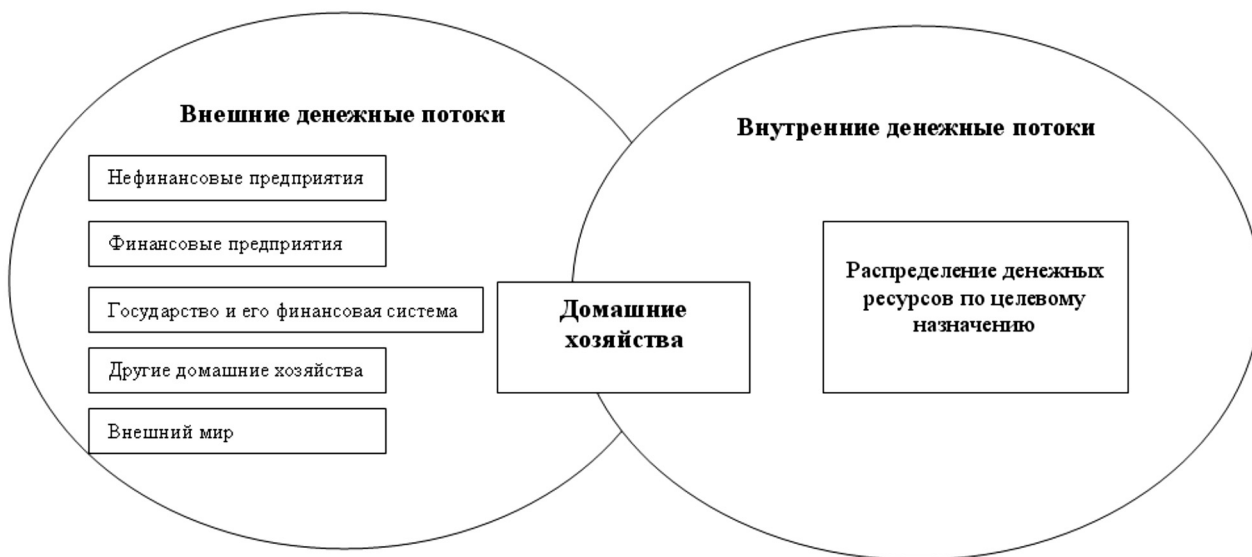 Внешние денежные потоки
Нефинансовые предприятия
Финансовые предприятия
Государство и его финансовая система
Другие домашние хозяйства
Внешний мир
Домашние
хозяйства
Внутренние денежные потоки
Распределение денежных
ресурсов по целевому
назначению